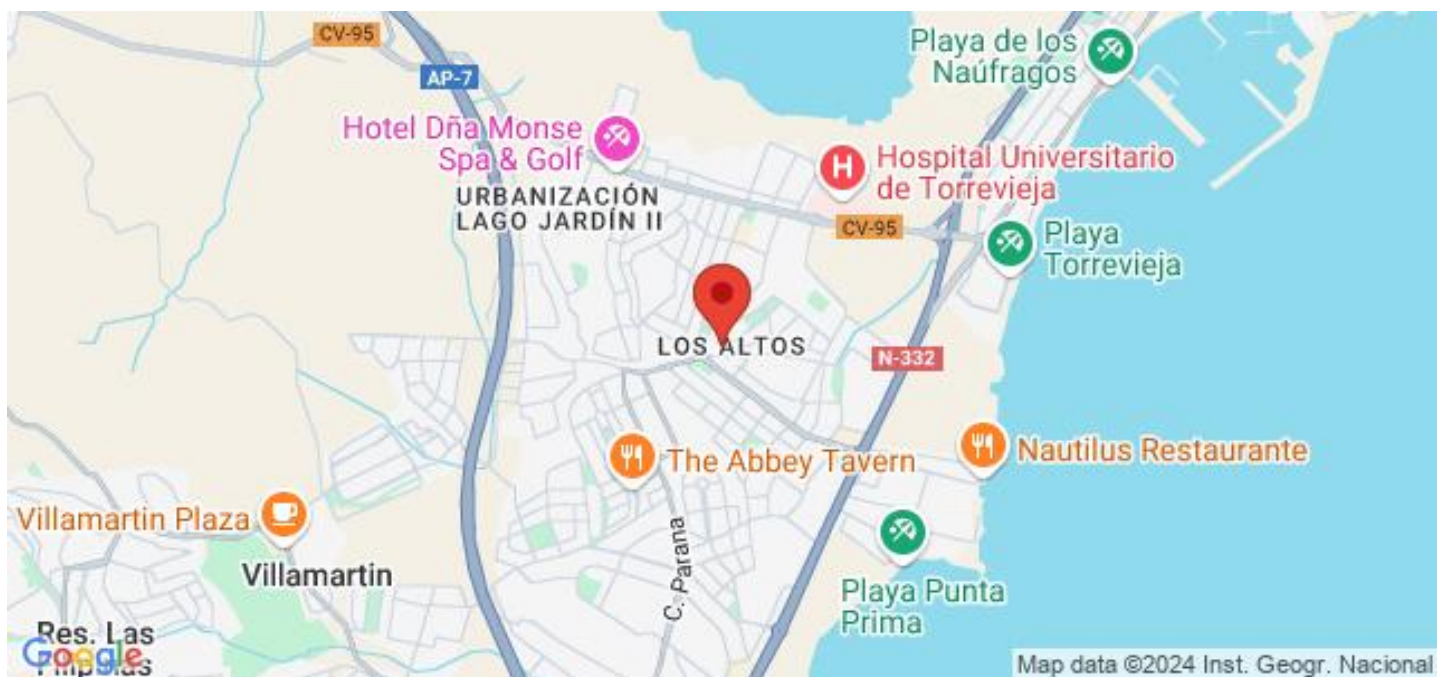 CV-95
Playa de los
Naúfragos
AP-7
Hotel Dña Monse
Spa & Golf
Hospital Universitario
de Torrevieja
URBANIZACIÓN
LAGO JARDÍN II
CV-95
Playa
Torrevieja
LOS ALTOS
N-332
The Abbey Tavern
Nautilus Restaurante
Villamartin Plaza
Villamartin
C. Parana
Playa Punta
Prima
Res. Las
Google
Map data ©2024 Inst. Geogr. Nacional